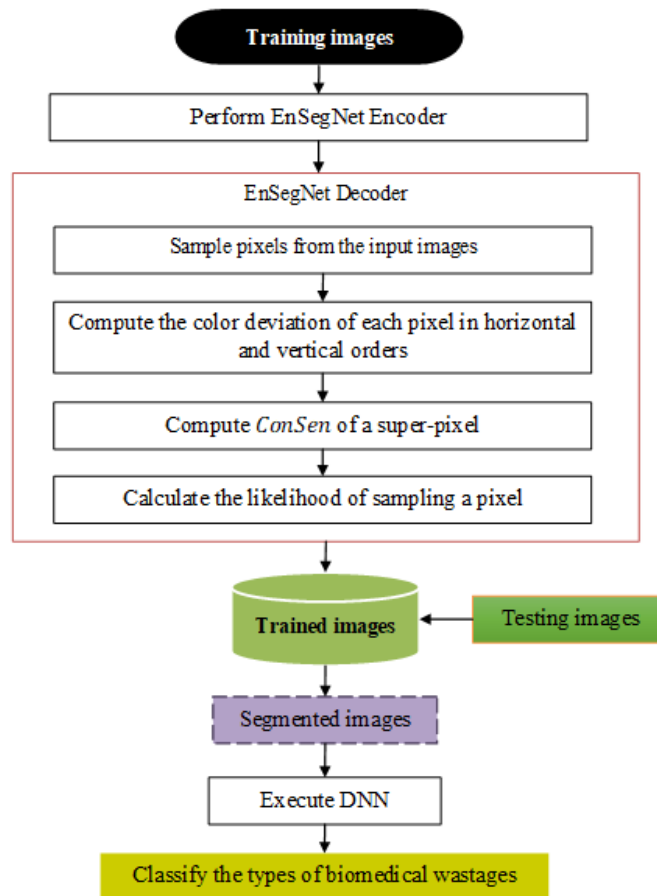 Training images
Perform EnSegNet Encoder
EnSegNet Decoder
Sample pixels from the input images
Compute the color deviation of each pixel in horizontal
and vertical orders
Compute ConSen of a super-pixel
Calculate the likelihood of sampling a pixel
Trained images
Testing images
Segmented images
Execute DNN
Classify the types of biomedical wastages